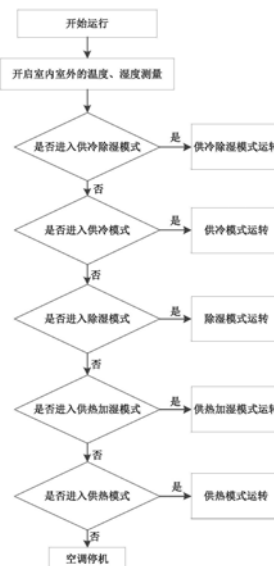 开始运行
开启室内室外的温度、湿度测量
是否进入供冷除湿模式
是
供冷除湿模式运转
否
是否进入供冷模式
是
供冷模式运转
否
是否进入除湿模式
是
除湿模式运转
否
是否进入供热加湿模式
是
供热加湿模式运转
否
是否进入供热模式
是
供热模式运转
否
空调停机